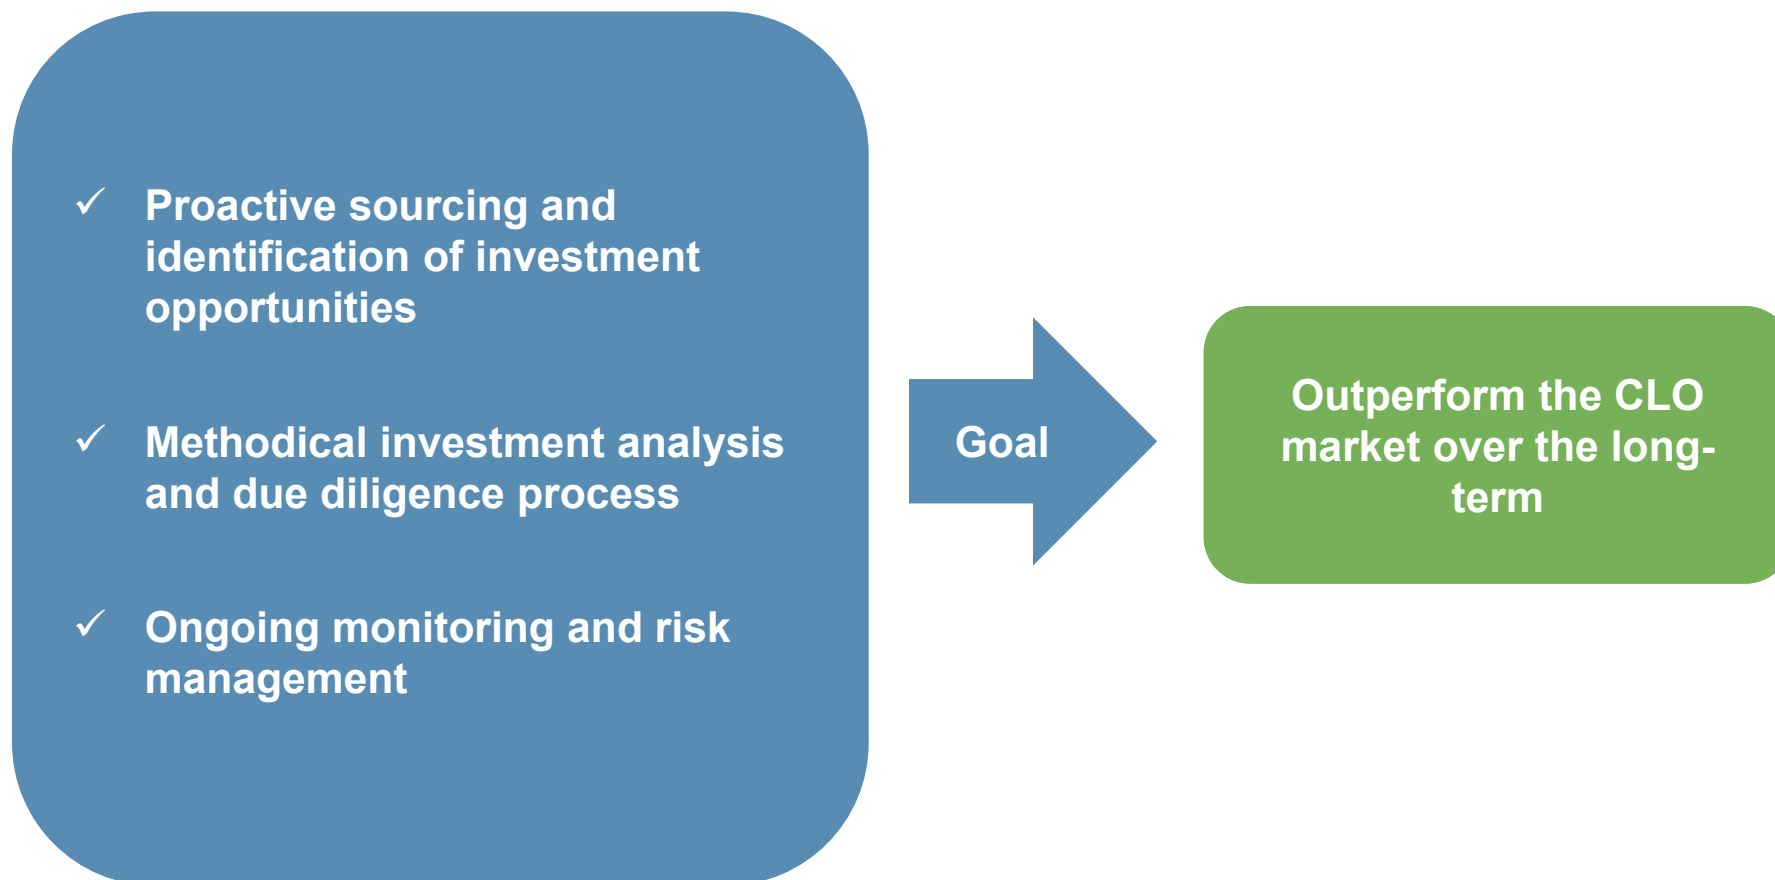 ✓ Proactive sourcing and
identification of investment
opportunities
✓ Methodical investment analysis
and due diligence process
✓ Ongoing monitoring and risk
management
Goal
Outperform the CLO
market over the long-
term